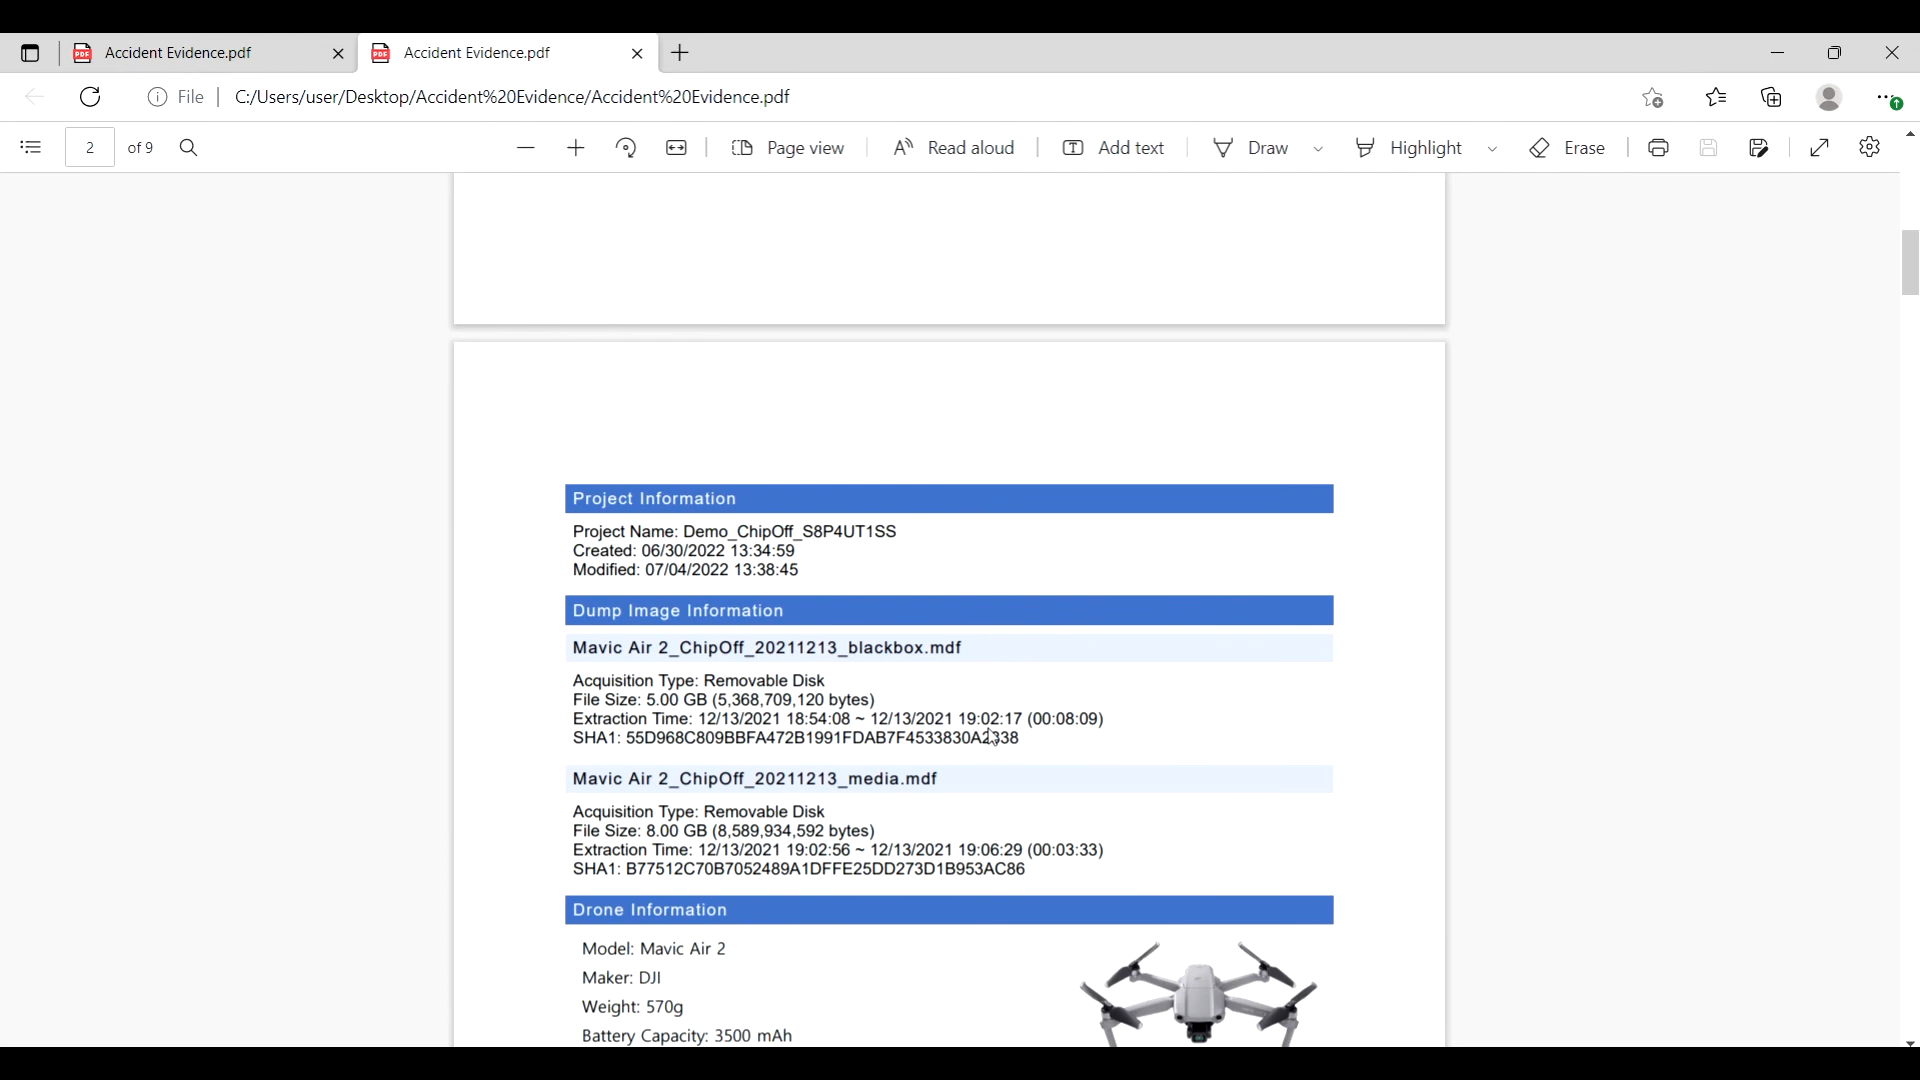 Accident Evidence.pdf
Accident Evidence.pdf
File
C:/Users/user/Desktop/Accident%20Evidence/Accident%20Evidence.pdf
2 of 9
Page view
Read aloud
Add text
Draw
Highlight
Erase
Project Information
Project Name: Demo_ChipOff_S8P4UT1SS
Created: 06/30/2022 13:34:59
Modified: 07/04/2022 13:38:45
Dump Image Information
Mavic Air 2_ChipOff_20211213_blackbox.mdf
Acquisition Type: Removable Disk
File Size: 5.00 GB (5,368,709,120 bytes)
Extraction Time: 12/13/2021 18:54:08 ~ 12/13/2021 19:02:17 (00:08:09)
SHA1:
Mavic Air 2_ChipOff_20211213_media.mdf
Acquisition Type: Removable Disk
File Size: 8.00 GB (8,589,934,592 bytes)
Extraction Time: 12/13/2021 19:02:56 ~ 12/13/2021 19:06:29 (00:03:33)
SHA1: B77512C70B7052489A1DFFE25DD273D1B953AC86
Drone Information
Model: Mavic Air 2
Maker: DJI
Weight: 570g
Battery Capacity: 3500 mAh